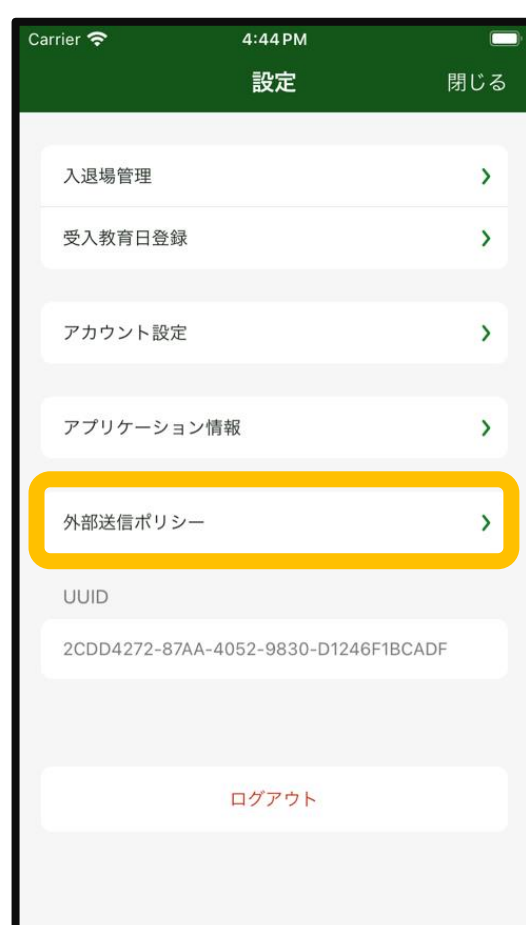 Carrier 4:44 PM
設定 閉じる
入退場管理
受入教育日登録
アカウント設定
アプリケーション情報
外部送信ポリシー
UUID
2CDD4272-87AA-4052-9830-D1246F1BCADF
ログアウト